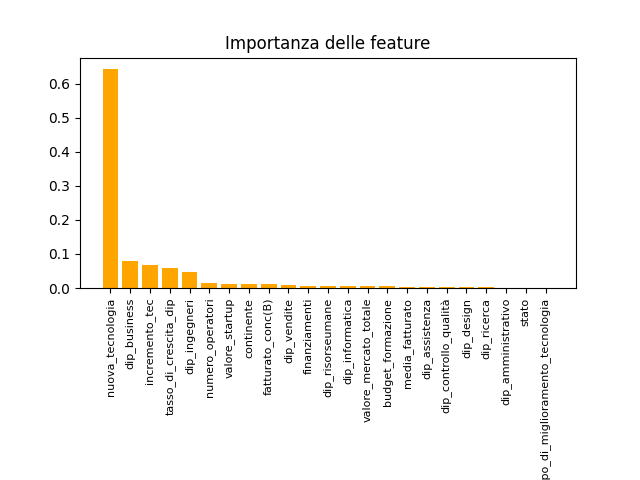 Importanza delle feature
0.6
0.5
0.4
0.3
0.2
0.1
0.0
nuova_tecnologia
dip_business
incremento_tec
tasso_di_crescita_dip
dip_ingegneri
numero_operatori
valore_startup
continente
fatturato_conc(B)
dip_vendite
finanziamenti
dip_risorseumane
dip_informatica
valore_mercato_totale
budget_formazione
media_fatturato
dip_assistenza
dip_controllo_qualità
dip_design
dip_ricerca
dip_amministrativo
stato
po_di_miglioramento_tecnologia